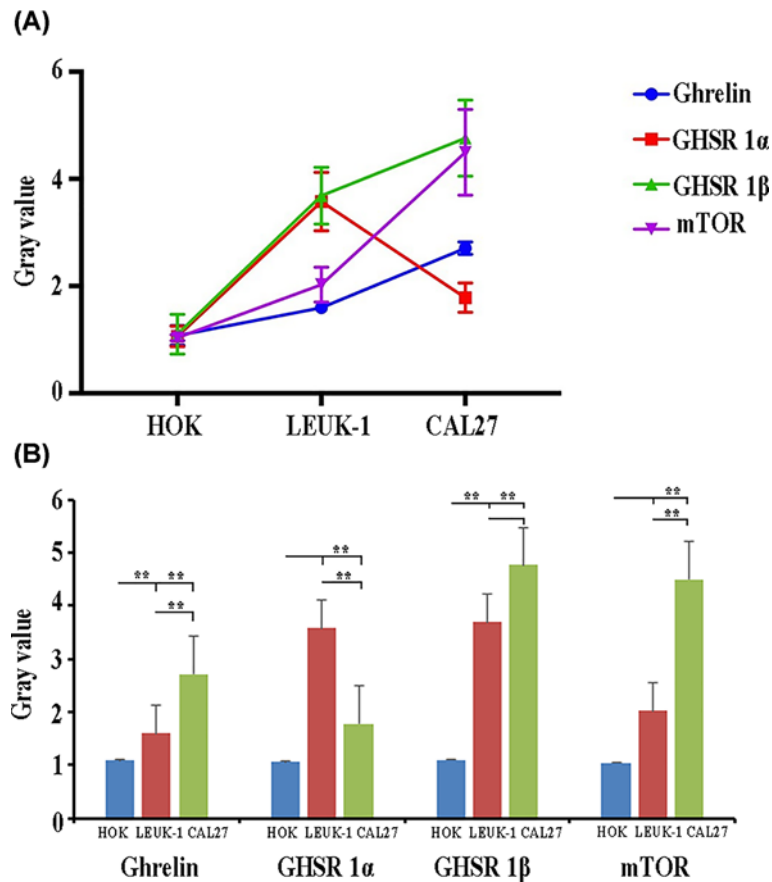 (A)
6
4
2
0
Gray value
HOK LEUK-1 CAL27
Ghrelin
GHSR 1α
GHSR 1β
mTOR
(B)
6
5
4
3
2
1
0
Gray value
** ** ** ** ** **
** ** ** **
HOK LEUK-1 CAL27 HOK LEUK-1 CAL27 HOK LEUK-1 CAL27 HOK LEUK-1 CAL27
Ghrelin GHSR 1α GHSR 1β mTOR